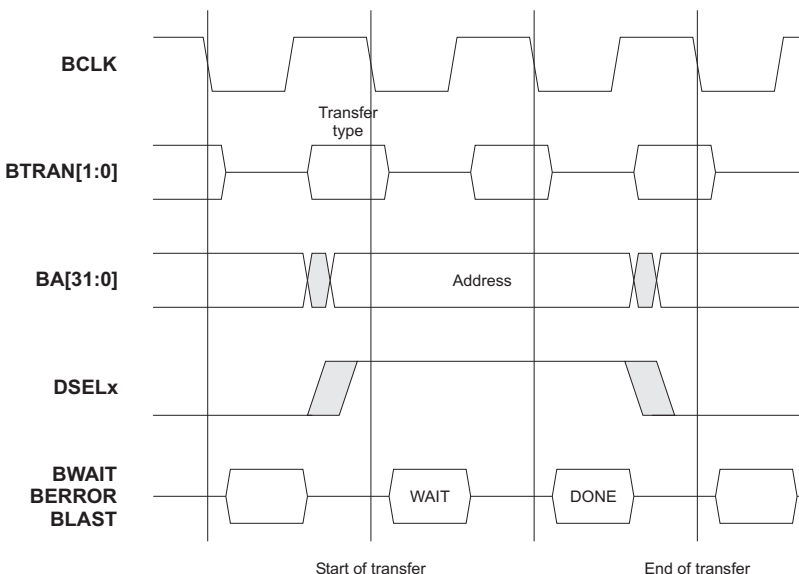 BCLK
Transfer
type
BTRAN[1:0]
BA[31:0]
Address
DSELx
BWAIT
BERROR
BLAST
WAIT
DONE
Start of transfer
End of transfer